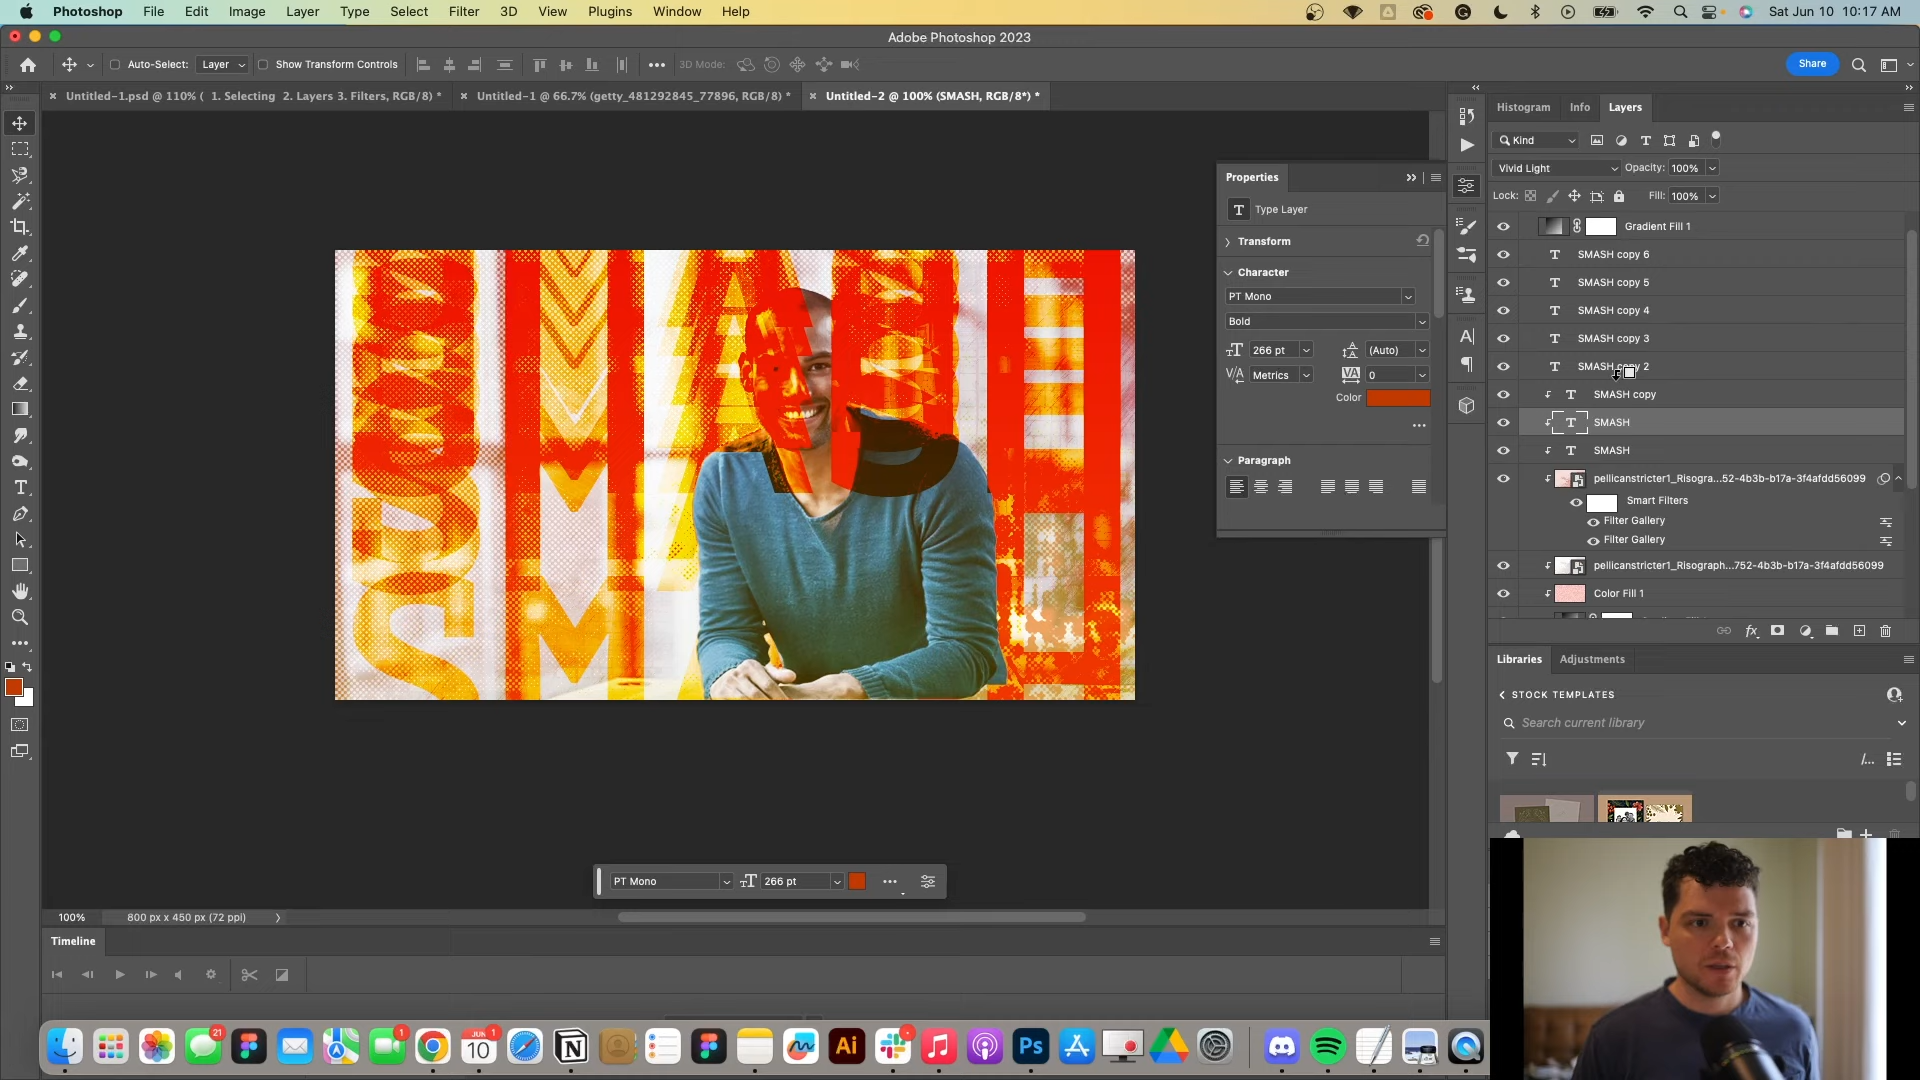 Photoshop File Edit Image Layer Type Select Filter 3D View Plugins Window Help
Sat Jun 10 10:17 AM
Adobe Photoshop 2023
Auto-Select: Layer Show Transform Controls 3D Mode: Share
Untitled-1.psd @ 110% ( 1. Selecting 2. Layers 3. Filters, RGB/8) *
Untitled-1 @ 66.7% (getty_481292845_77896, RGB/8) *
Untitled-2 @ 100% (SMASH, RGB/8*) *
Histogram Info Layers
Kind
Vivid Light Opacity: 100%
Lock: Fill: 100%
Gradient Fill 1
SMASH copy 6
SMASH copy 5
SMASH copy 4
SMASH copy 3
SMASH copy 2
SMASH copy
SMASH
SMASH
pellicanstricter1_Risogra...52-4b3b-b17a-3f4afdd56099
Smart Filters
Filter Gallery
Filter Gallery
pellicanstricter1_Risograph...752-4b3b-b17a-3f4afdd56099
Color Fill 1
Properties
Type Layer
Transform
Character
PT Mono
Bold
266 pt (Auto)
Metrics 0
Color
Paragraph
Libraries Adjustments
STOCK TEMPLATES
Search current library
PT Mono 266 pt
100% 800 px x 450 px (72 ppi)
Timeline
21
1
JUN 1
10
Ai
Ps